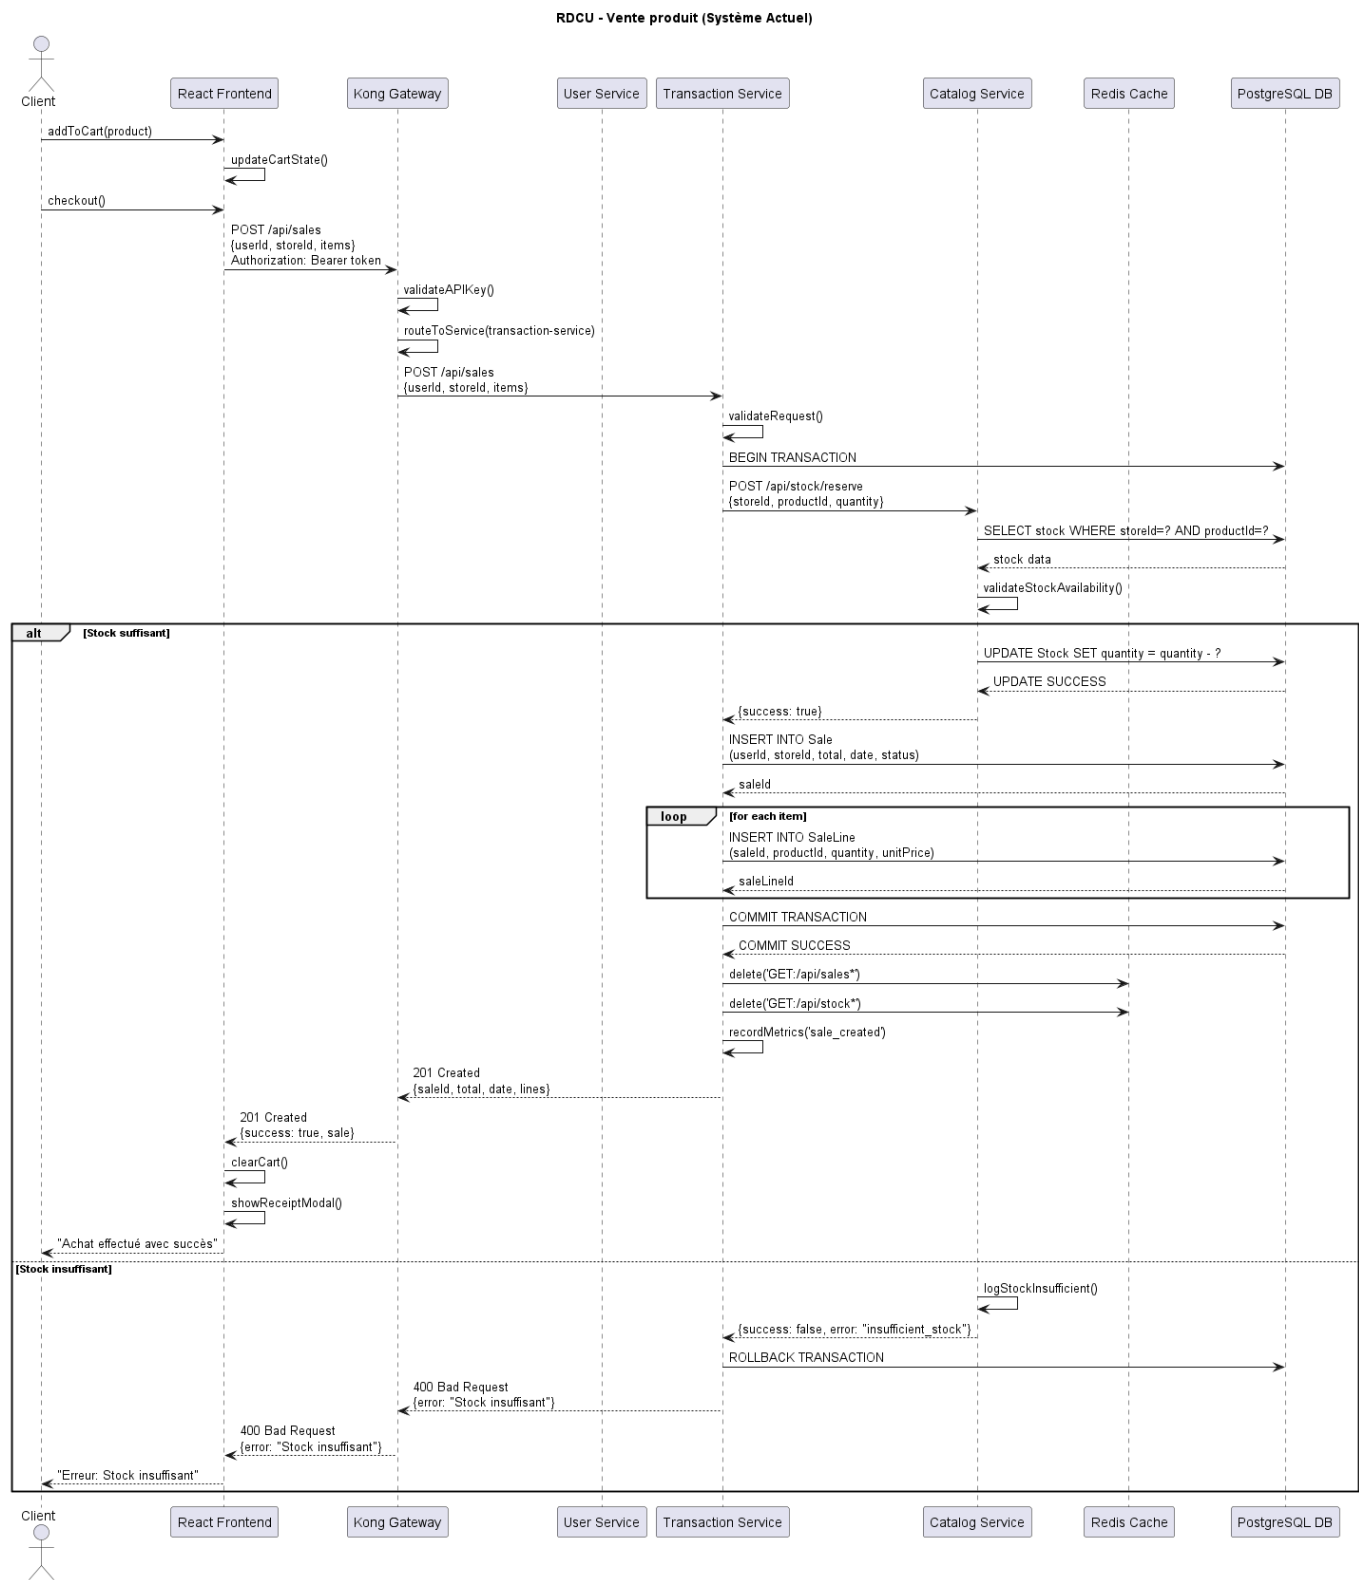 RDCU - Vente produit (Système Actuel)
Client
React Frontend
Kong Gateway
User Service
Transaction Service
Catalog Service
Redis Cache
PostgreSQL DB
addToCart(product)
updateCartState()
checkout()
POST /api/sales
{userId, storeId, items}
Authorization: Bearer token
validateAPIKey()
routeToService(transaction-service)
POST /api/sales
{userId, storeId, items}
validateRequest()
BEGIN TRANSACTION
POST /api/stock/reserve
{storeId, productId, quantity}
SELECT stock WHERE storeId=? AND productId=?
stock data
validateStockAvailability()
alt
[Stock suffisant]
UPDATE Stock SET quantity = quantity - ?
UPDATE SUCCESS
{success: true}
INSERT INTO Sale
(userId, storeId, total, date, status)
saleId
loop
[for each item]
INSERT INTO SaleLine
(saleId, productId, quantity, unitPrice)
saleLineId
COMMIT TRANSACTION
COMMIT SUCCESS
delete('GET:/api/sales*')
delete('GET:/api/stock*')
recordMetrics('sale_created')
201 Created
{saleId, total, date, lines}
201 Created
{success: true, sale}
clearCart()
showReceiptModal()
"Achat effectué avec succès"
[Stock insuffisant]
logStockInsufficient()
{success: false, error: "insufficient_stock"}
ROLLBACK TRANSACTION
400 Bad Request
{error: "Stock insuffisant"}
400 Bad Request
{error: "Stock insuffisant"}
"Erreur: Stock insuffisant"
Client
React Frontend
Kong Gateway
User Service
Transaction Service
Catalog Service
Redis Cache
PostgreSQL DB